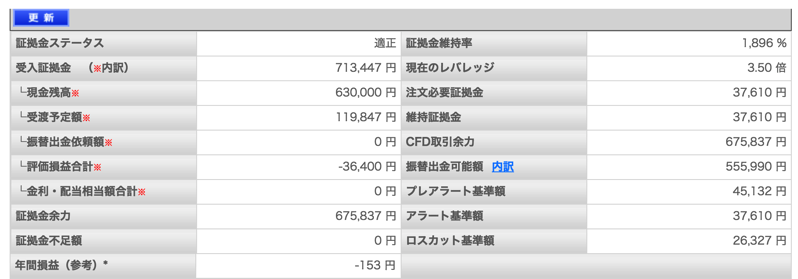 更 新
証拠金ステータス 適正 証拠金維持率 1,896 %
受入証拠金 (※内訳) 713,447 円 現在のレバレッジ 3.50 倍
└現金残高※ 630,000 円 注文必要証拠金 37,610 円
└受渡予定額※ 119,847 円 維持証拠金 37,610 円
└振替出金依頼額※ 0 円 CFD取引余力 675,837 円
└評価損益合計※ -36,400 円 振替出金可能額 内訳 555,990 円
└金利・配当相当額合計※ 0 円 プレアラート基準額 45,132 円
証拠金余力 675,837 円 アラート基準額 37,610 円
証拠金不足額 0 円 ロスカット基準額 26,327 円
年間損益（参考）* -153 円